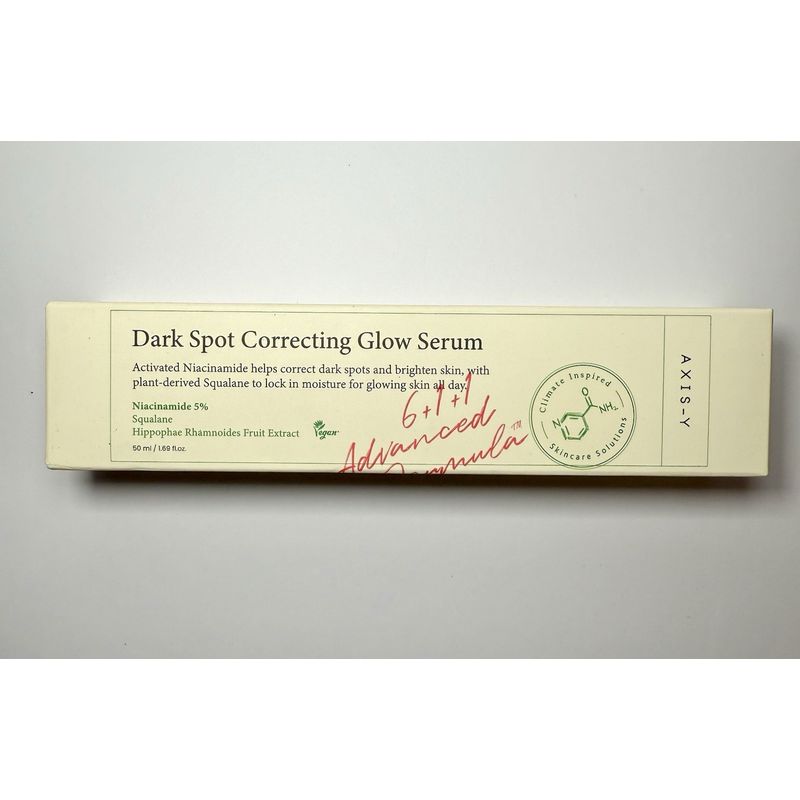 Dark Spot Correcting Glow Serum
Activated Niacinamide helps correct dark spots and brighten skin, with
plant-derived Squalane to lock in moisture for glowing skin all day.
Niacinamide 5%
Squalane
Hippophae Rhamnoides Fruit Extract
Vegan
50 ml / 1.69 fl.oz.
6+1+1
Advanced
Formula™
Climate Inspired
N
O
NH₂
Skincare Solutions
AXIS-Y